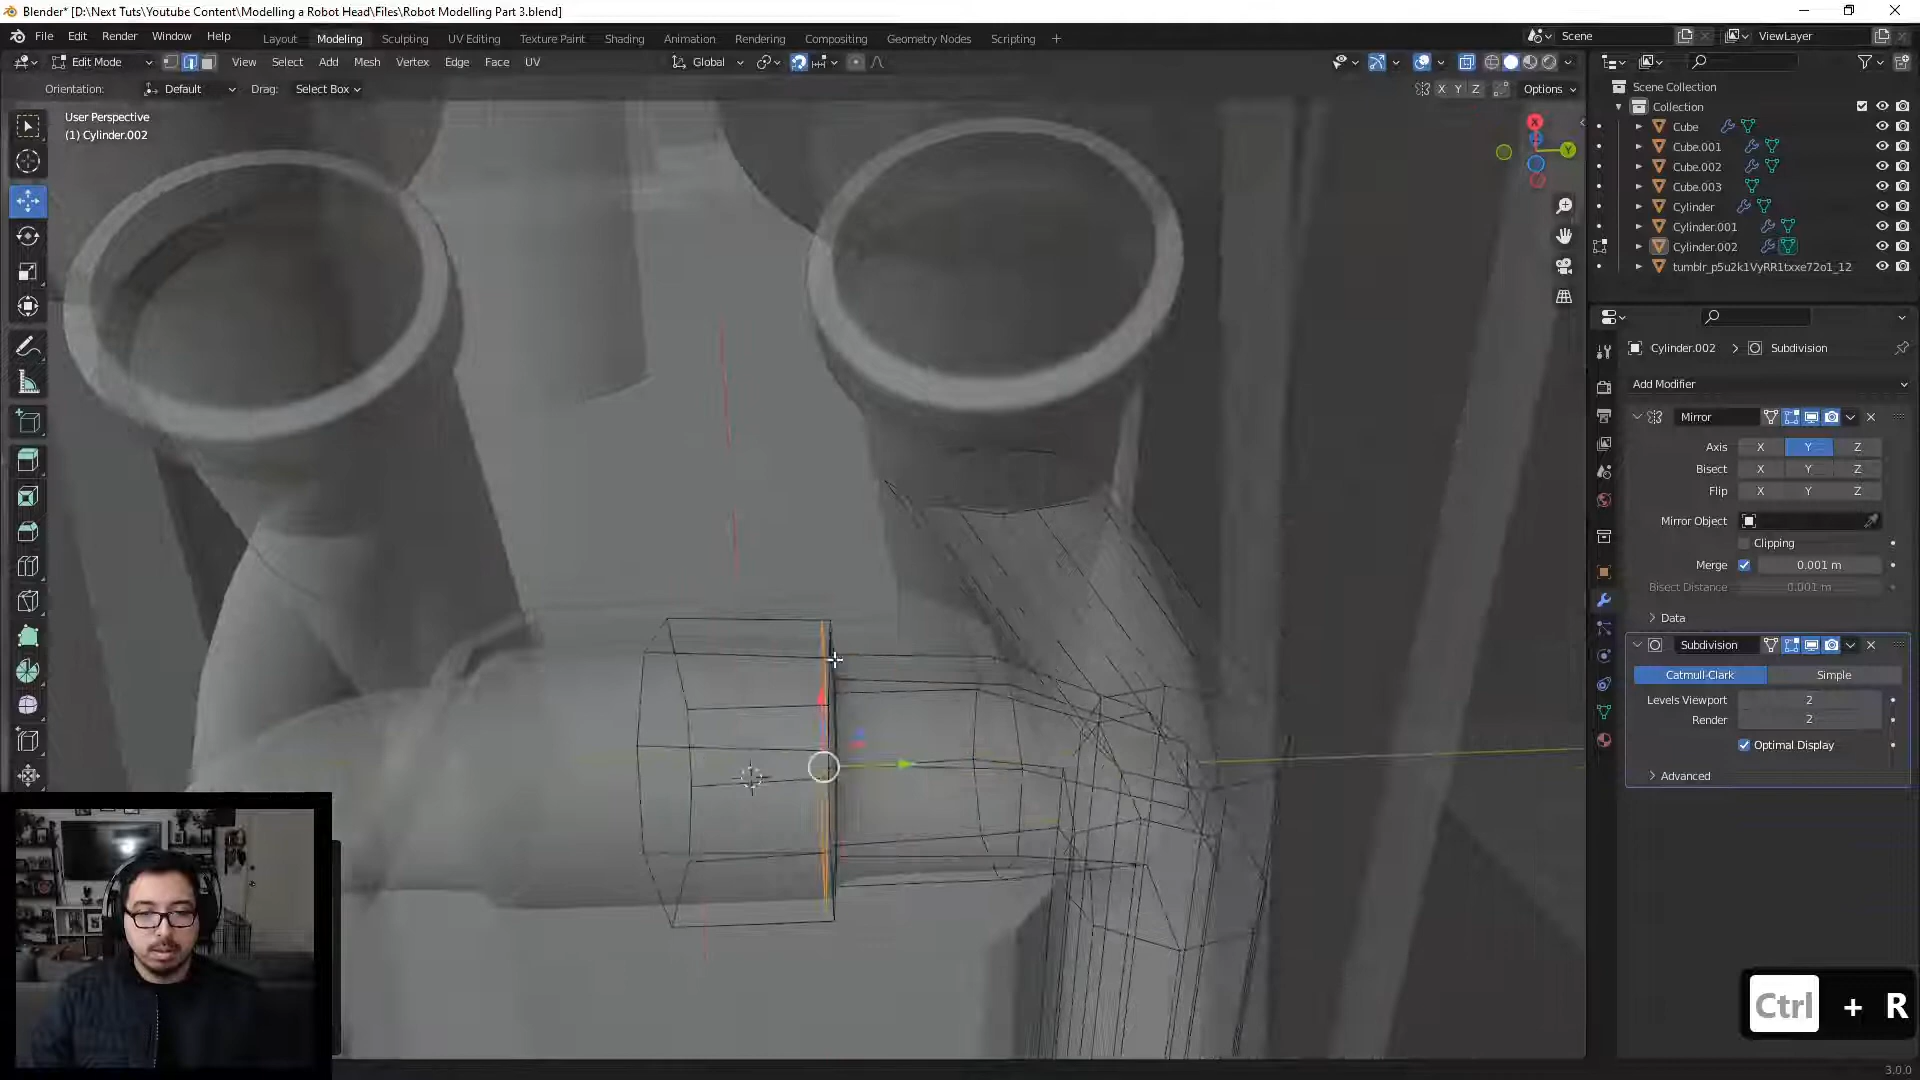 Blender* [D:\Next Tuts\Youtube Content\Modelling a Robot Head\Files\Robot Modelling Part 3.blend]
File Edit Render Window Help Layout Modeling Sculpting UV Editing Texture Paint Shading Animation Rendering Compositing Geometry Nodes Scripting + Scene ViewLayer
Edit Mode View Select Add Mesh Vertex Edge Face UV Global
Orientation: Default Drag: Select Box X Y Z Options
User Perspective
(1) Cylinder.002
X
Y
Scene Collection
Collection
Cube
Cube.001
Cube.002
Cube.003
Cylinder
Cylinder.001
Cylinder.002
tumblr_p5u2k1VyRR1txxe72o1_12
Cylinder.002 > Subdivision
Add Modifier
Mirror
Axis X Y Z
Bisect X Y Z
Flip X Y Z
Mirror Object
Clipping
Merge 0.001 m
Bisect Distance 0.001 m
> Data
Subdivision
Catmull-Clark Simple
Levels Viewport 2
Render 2
Optimal Display
> Advanced
Ctrl + R
3.0.0